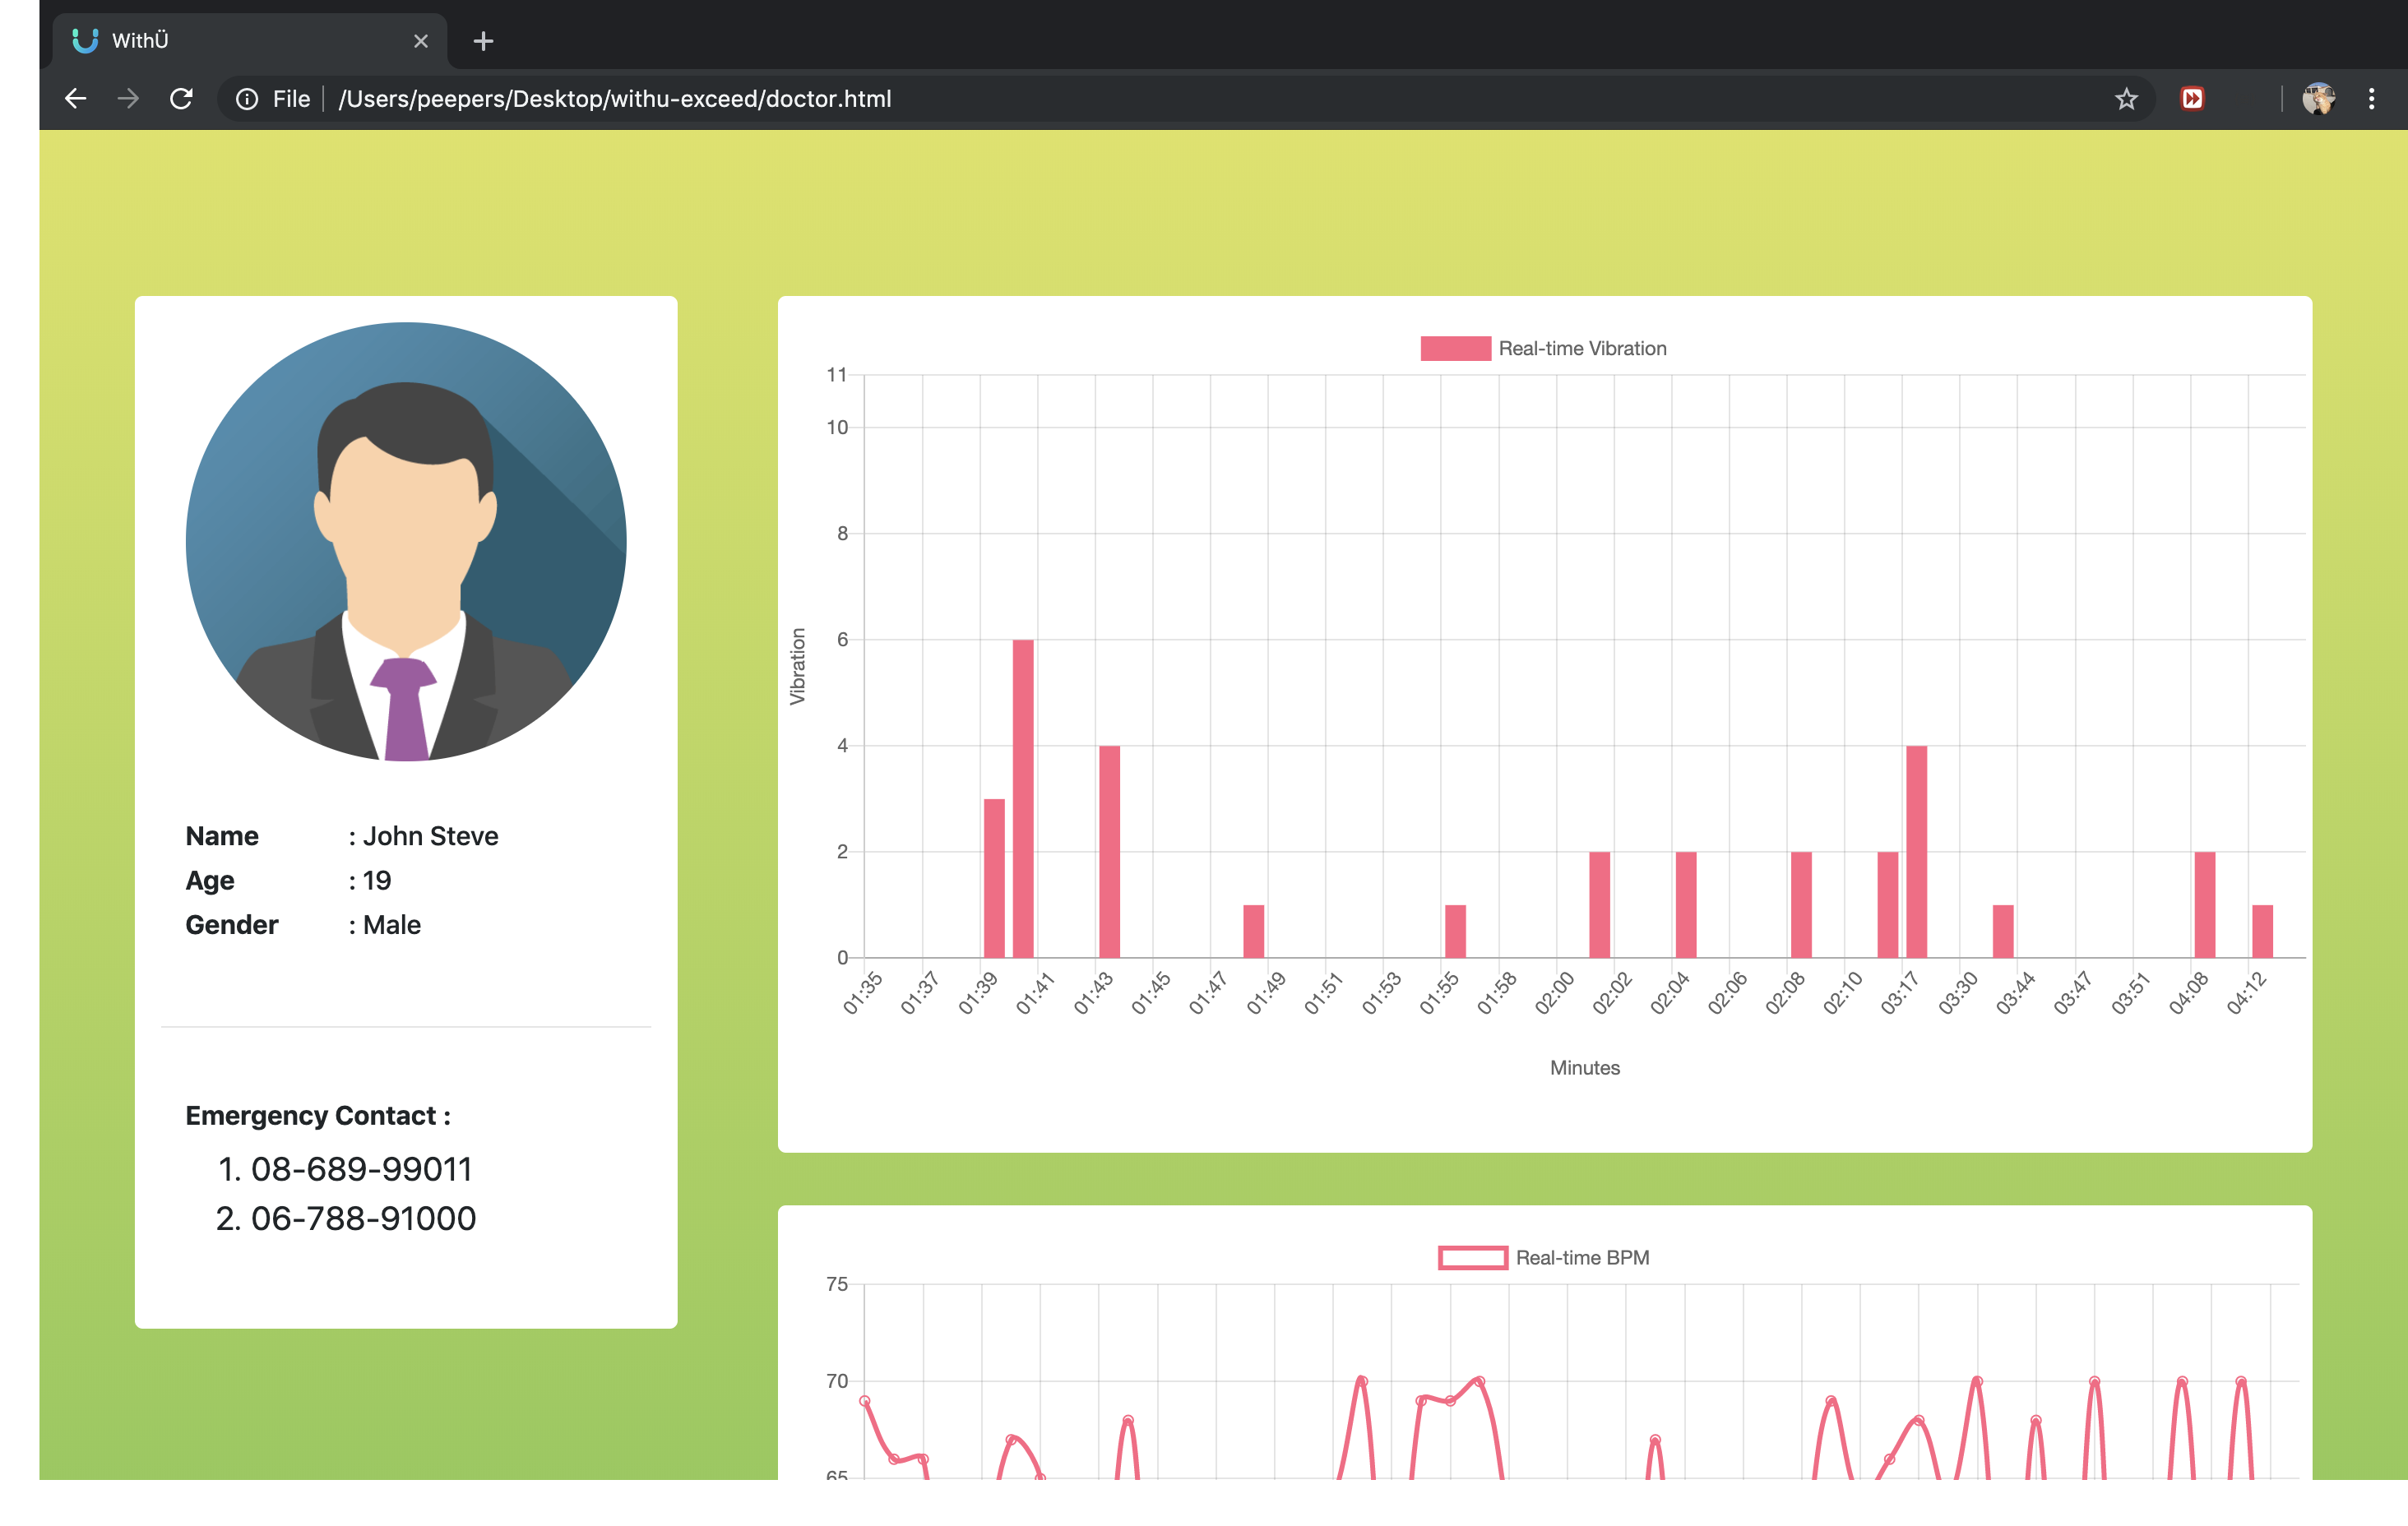 WithÜ
File /Users/peepers/Desktop/withu-exceed/doctor.html
Name : John Steve
Age : 19
Gender : Male
Emergency Contact :
1. 08-689-99011
2. 06-788-91000
Real-time Vibration
11
10
8
6
4
2
0
Vibration
01:35 01:37 01:39 01:41 01:43 01:45 01:47 01:49 01:51 01:53 01:55 01:58 02:00 02:02 02:04 02:06 02:08 02:10 03:17 03:30 03:44 03:47 03:51 04:08 04:12
Minutes
Real-time BPM
75
70
65